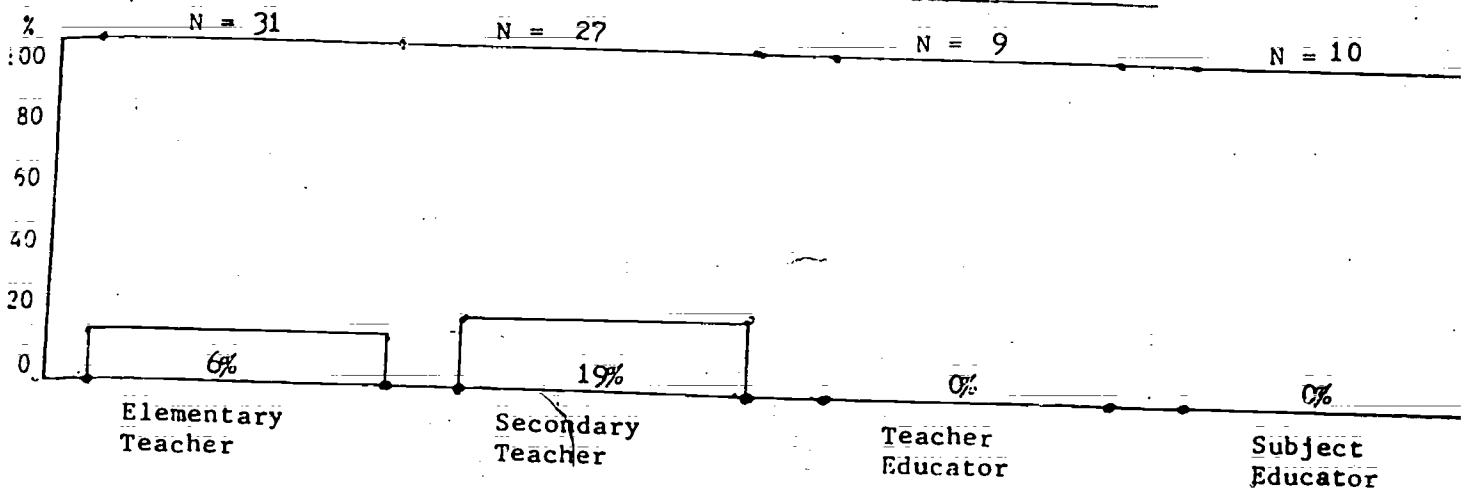 %
N = 31
N = 27
N = 9
N = 10
:00
80
60
40
20
0
6%
19%
0%
0%
Elementary
Teacher
Secondary
Teacher
Teacher
Educator
Subject
Educator